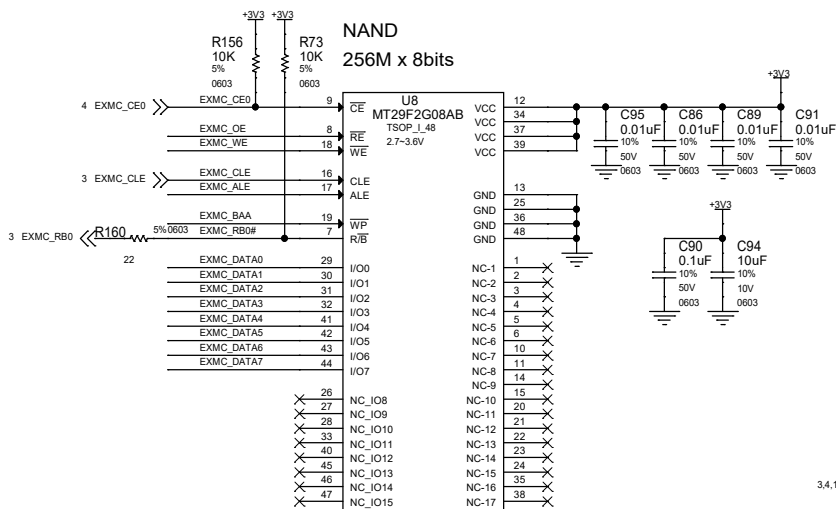 NAND
256M x 8bits
+3V3
+3V3
R156
10K
5%
0603
R73
10K
5%
0603
U8
MT29F2G08AB
TSOP_I_48
2.7~3.6V
4 EXMC_CE0
EXMC_CE0
9
CE
EXMC_OE
8
RE
EXMC_WE
18
WE
3 EXMC_CLE
EXMC_CLE
16
CLE
EXMC_ALE
17
ALE
EXMC_BAA
19
WP
3 EXMC_RB0
R160
22
5%
0603
EXMC_RB0#
7
R/B
EXMC_DATA0
29
I/O0
EXMC_DATA1
30
I/O1
EXMC_DATA2
31
I/O2
EXMC_DATA3
32
I/O3
EXMC_DATA4
41
I/O4
EXMC_DATA5
42
I/O5
EXMC_DATA6
43
I/O6
EXMC_DATA7
44
I/O7
26
NC_IO8
27
NC_IO9
28
NC_IO10
33
NC_IO11
40
NC_IO12
45
NC_IO13
46
NC_IO14
47
NC_IO15
VCC
12
VCC
34
VCC
37
VCC
39
GND
13
GND
25
GND
36
GND
48
NC-1
1
NC-2
2
NC-3
3
NC-4
4
NC-5
5
NC-6
6
NC-7
10
NC-8
11
NC-9
14
NC-10
15
NC-11
20
NC-12
21
NC-13
22
NC-14
23
NC-15
24
NC-16
35
NC-17
38
+3V3
C95
0.01uF
10%
50V
0603
C86
0.01uF
10%
50V
0603
C89
0.01uF
10%
50V
0603
C91
0.01uF
10%
50V
0603
+3V3
C90
0.1uF
10%
50V
0603
C94
10uF
10%
10V
0603
3,4,1